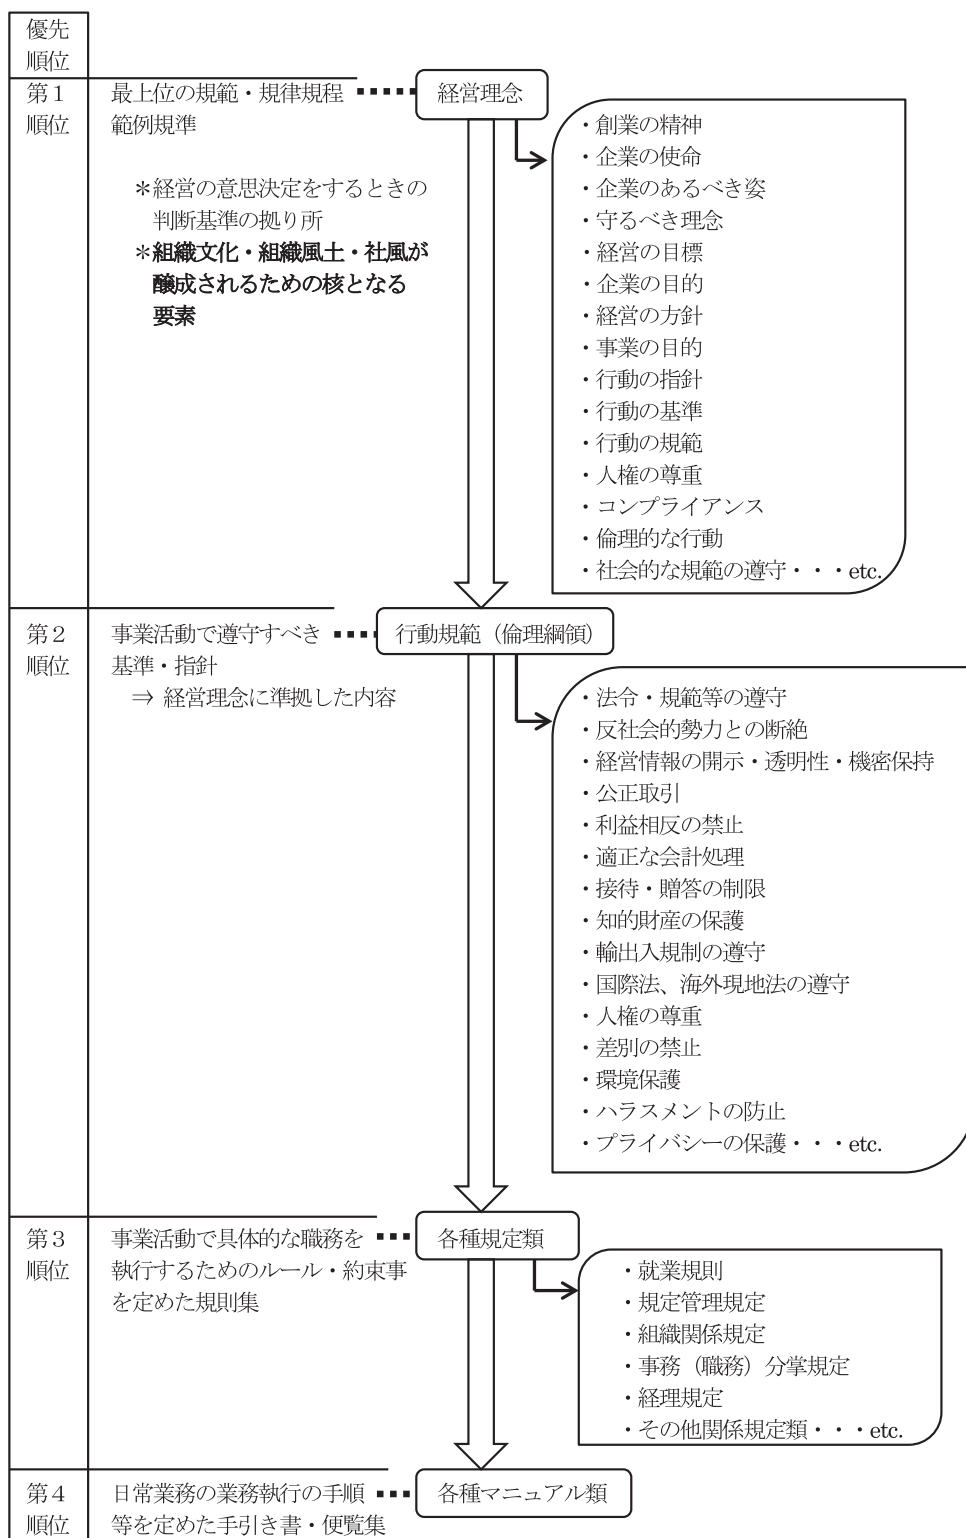 優先
順位
第1
順位
最上位の規範・規律規程
範例規準
＊経営の意思決定をするときの
判断基準の拠り所
＊組織文化・組織風土・社風が
醸成されるための核となる
要素
経営理念
・創業の精神
・企業の使命
・企業のあるべき姿
・守るべき理念
・経営の目標
・企業の目的
・経営の方針
・事業の目的
・行動の指針
・行動の基準
・行動の規範
・人権の尊重
・コンプライアンス
・倫理的な行動
・社会的な規範の遵守・・・etc.
第2
順位
事業活動で遵守すべき
基準・指針
⇒ 経営理念に準拠した内容
行動規範（倫理綱領）
・法令・規範等の遵守
・反社会的勢力との断絶
・経営情報の開示・透明性・機密保持
・公正取引
・利益相反の禁止
・適正な会計処理
・接待・贈答の制限
・知的財産の保護
・輸出入規制の遵守
・国際法、海外現地法の遵守
・人権の尊重
・差別の禁止
・環境保護
・ハラスメントの防止
・プライバシーの保護・・・etc.
第3
順位
事業活動で具体的な職務を
執行するためのルール・約束事
を定めた規則集
各種規定類
・就業規則
・規定管理規定
・組織関係規定
・事務（職務）分掌規定
・経理規定
・その他関係規定類・・・etc.
第4
順位
日常業務の業務執行の手順
等を定めた手引き書・便覧集
各種マニュアル類